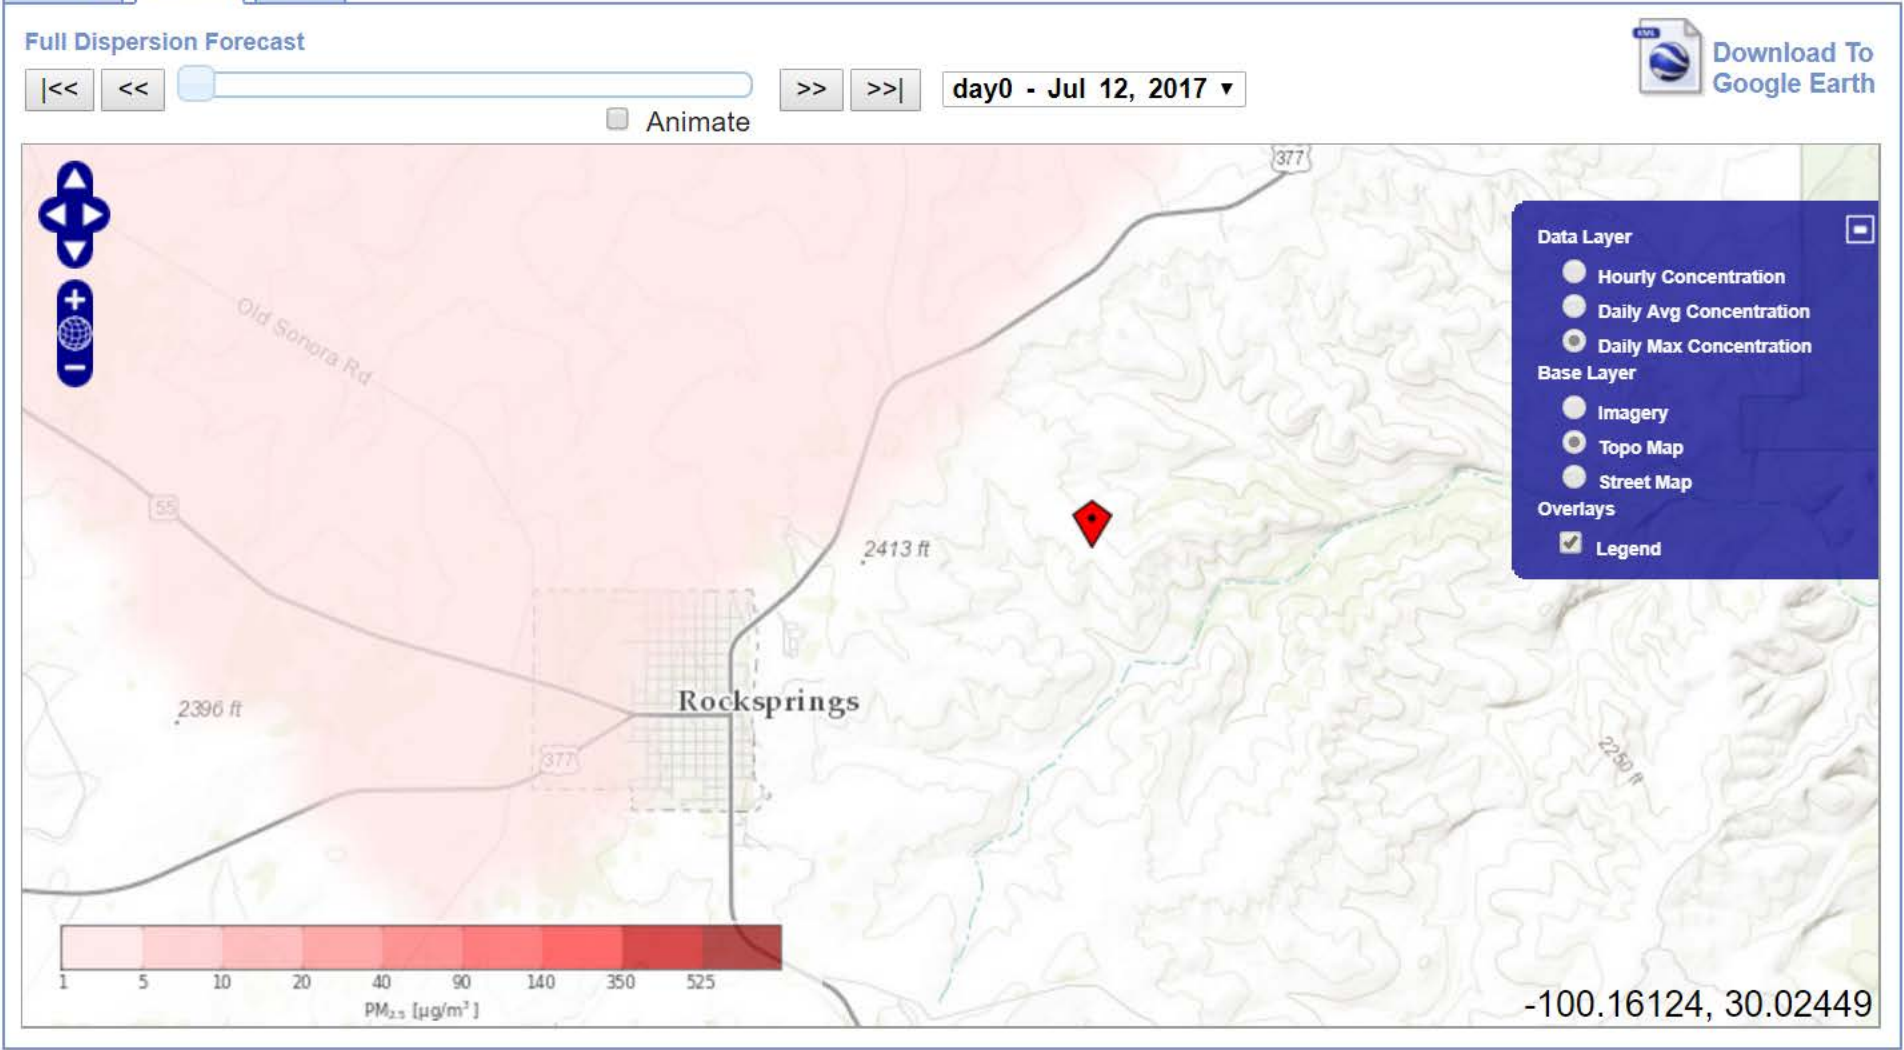 Full Dispersion Forecast
|<< << >> >>| day0 - Jul 12, 2017
Animate
KML
Download To
Google Earth
377
Old Sonora Rd
55
2413 ft
2396 ft
Rocksprings
377
2250 ft
Data Layer
Hourly Concentration
Daily Avg Concentration
Daily Max Concentration
Base Layer
Imagery
Topo Map
Street Map
Overlays
Legend
1 5 10 20 40 90 140 350 525
PM2.5 [µg/m³]
-100.16124, 30.02449